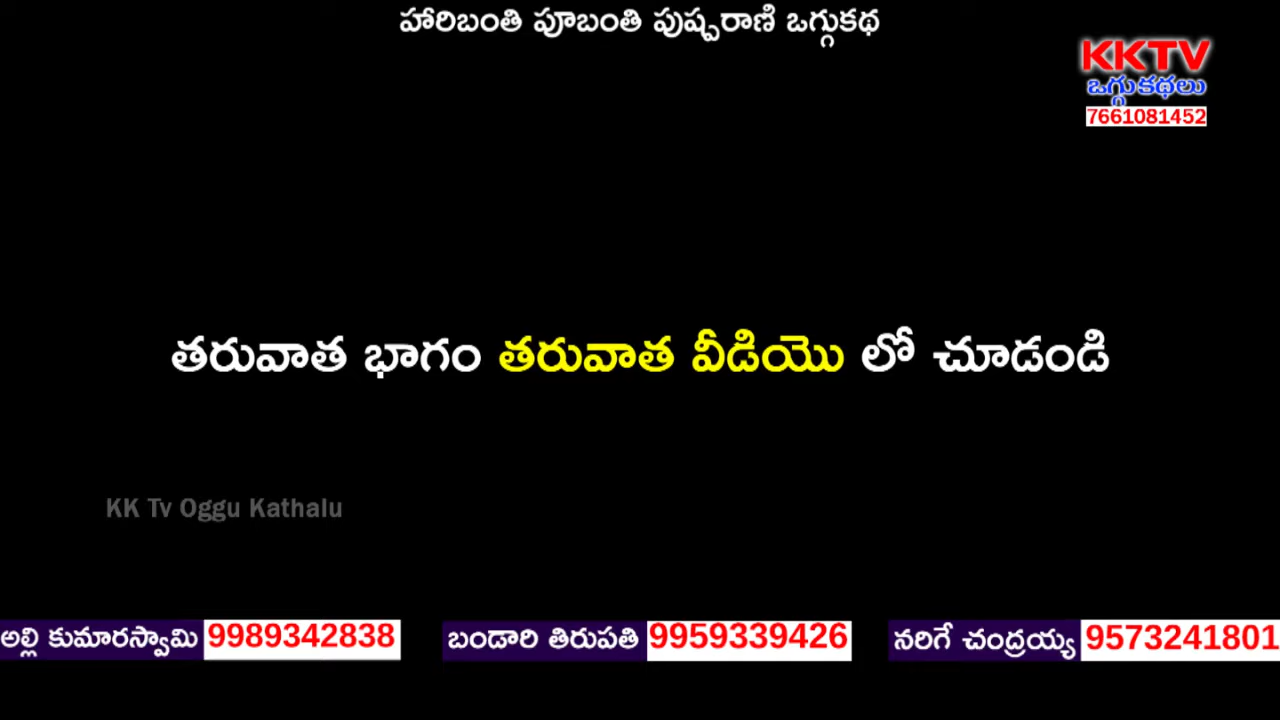 హారిబంతి పూబంతి పుష్పరాణి ఒగ్గుకథ
KKTV
ఒగ్గుకథలు
7661081452
తరువాత భాగం తరువాత వీడియొ లో చూడండి
KK Tv Oggu Kathalu
అల్లి కుమారస్వామి 9989342838 బండారి తిరుపతి 9959339426 నరిగే చంద్రయ్య 9573241801